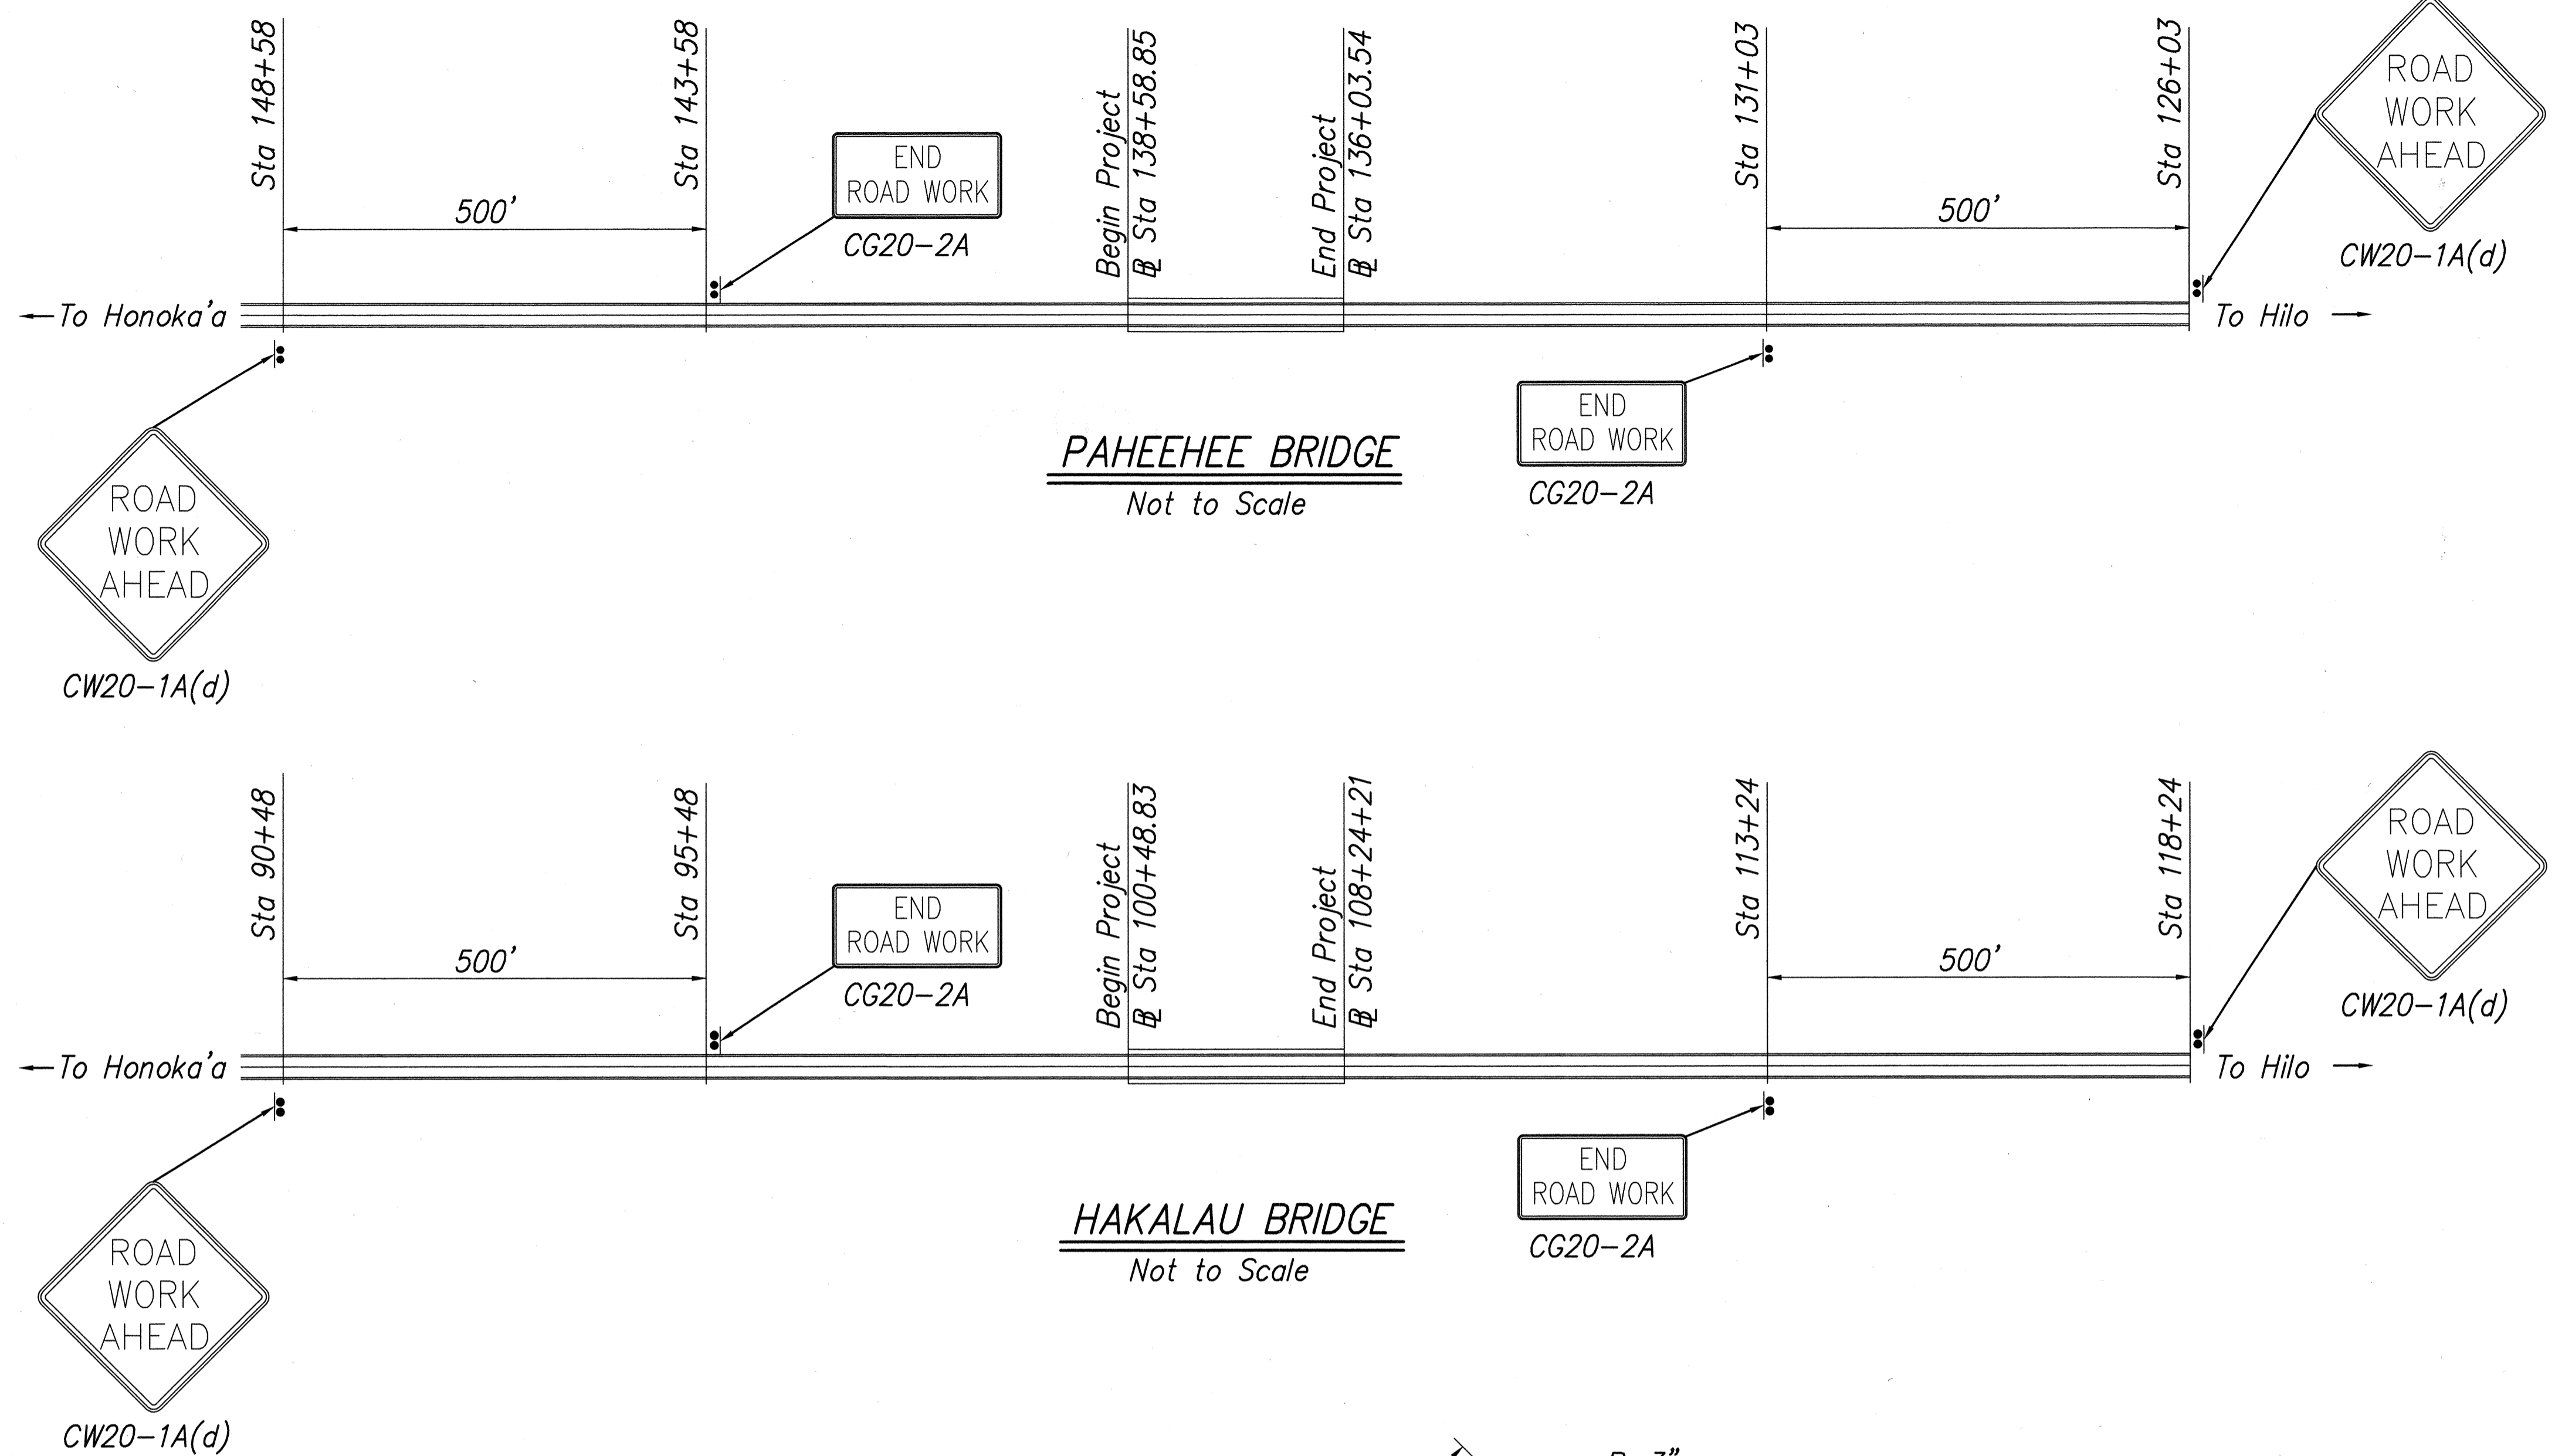 Sta 148+58
Sta 143+58
Begin Project
℄ Sta 138+58.85
End Project
℄ Sta 136+03.54
Sta 131+03
Sta 126+03
ROAD
WORK
AHEAD
CW20-1A(d)
500'
END
ROAD WORK
CG20-2A
500'
To Honoka'a
To Hilo
END
ROAD WORK
CG20-2A
ROAD
WORK
AHEAD
CW20-1A(d)
PAHEEHEE BRIDGE
Not to Scale
Sta 90+48
Sta 95+48
Begin Project
℄ Sta 100+48.83
End Project
℄ Sta 108+24+21
Sta 113+24
Sta 118+24
ROAD
WORK
AHEAD
CW20-1A(d)
500'
END
ROAD WORK
CG20-2A
500'
To Honoka'a
To Hilo
END
ROAD WORK
CG20-2A
ROAD
WORK
AHEAD
CW20-1A(d)
HAKALAU BRIDGE
Not to Scale